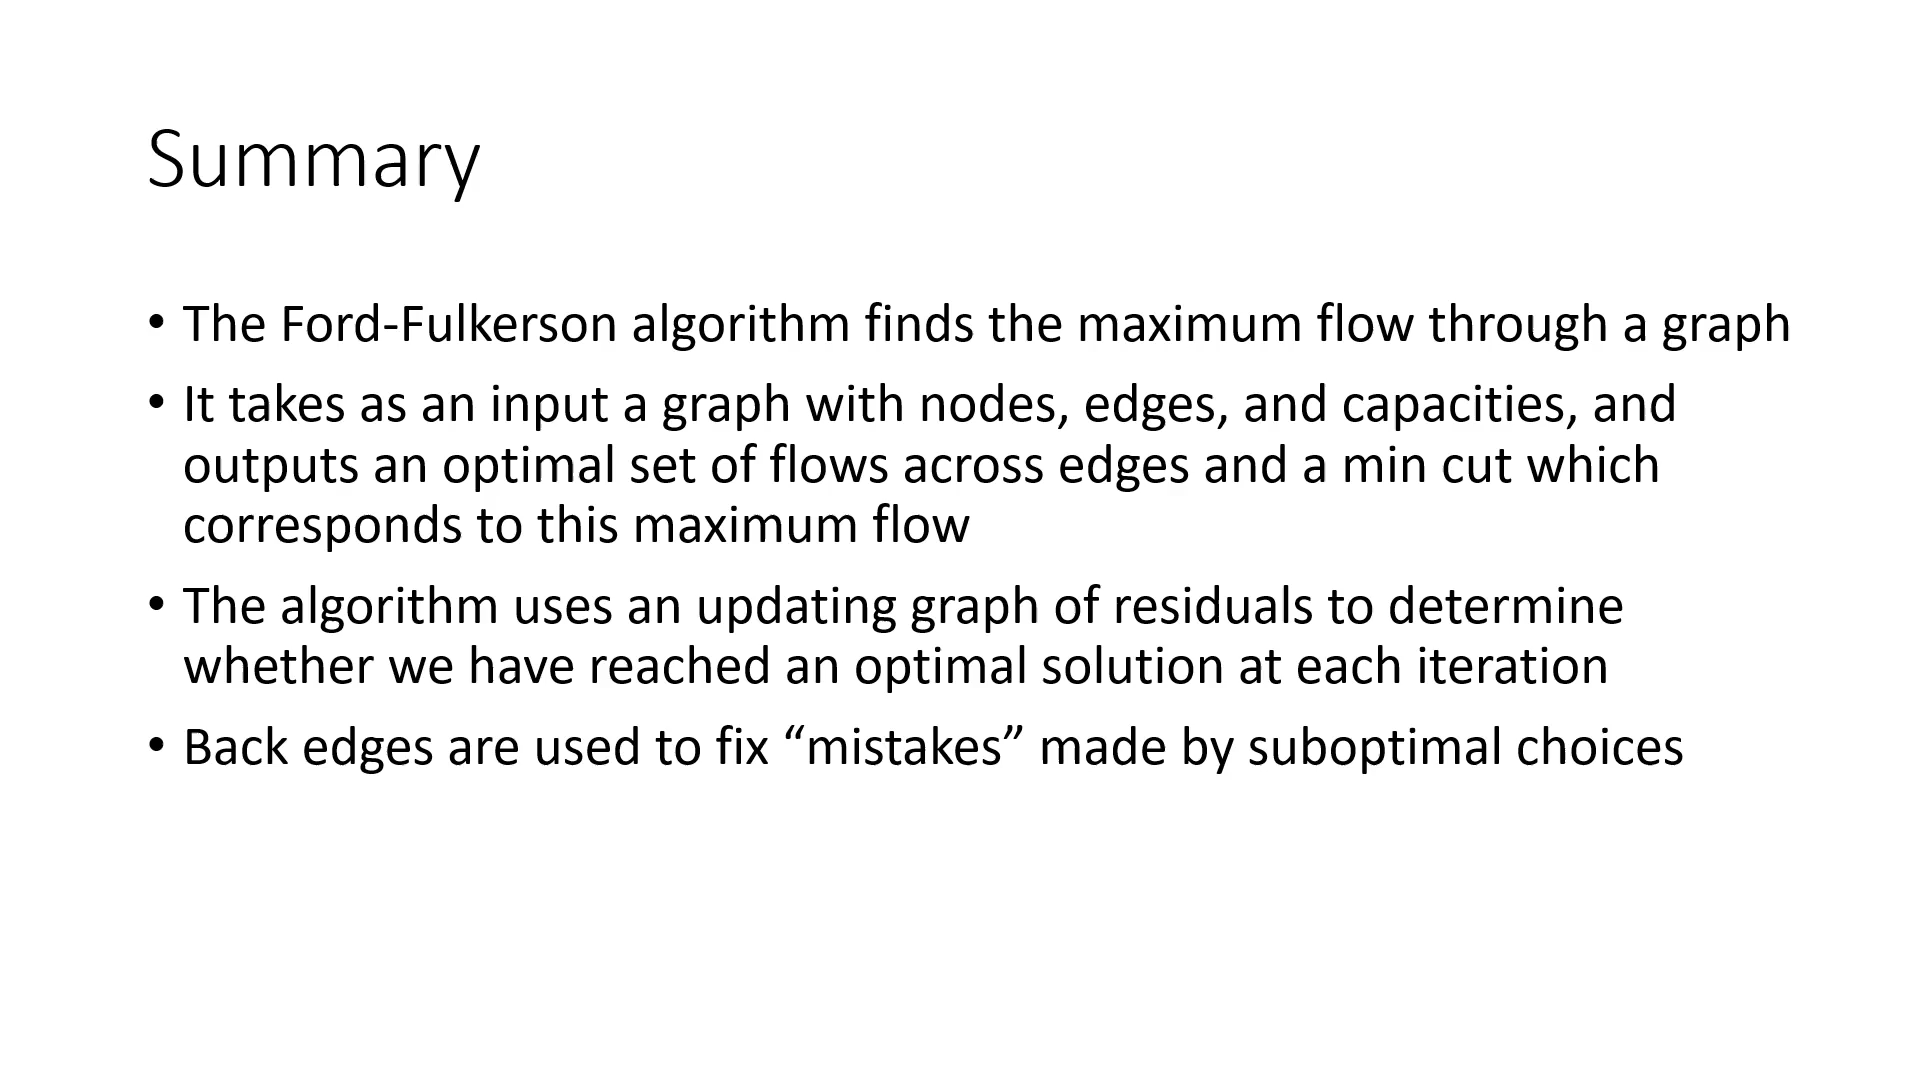 Summary
• The Ford-Fulkerson algorithm finds the maximum flow through a graph
• It takes as an input a graph with nodes, edges, and capacities, and
outputs an optimal set of flows across edges and a min cut which
corresponds to this maximum flow
• The algorithm uses an updating graph of residuals to determine
whether we have reached an optimal solution at each iteration
• Back edges are used to fix “mistakes” made by suboptimal choices